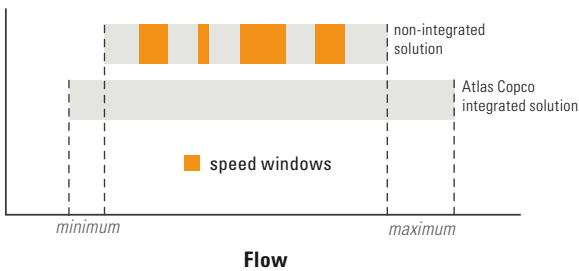 non-integrated
solution
Atlas Copco
integrated solution
speed windows
minimum
maximum
Flow